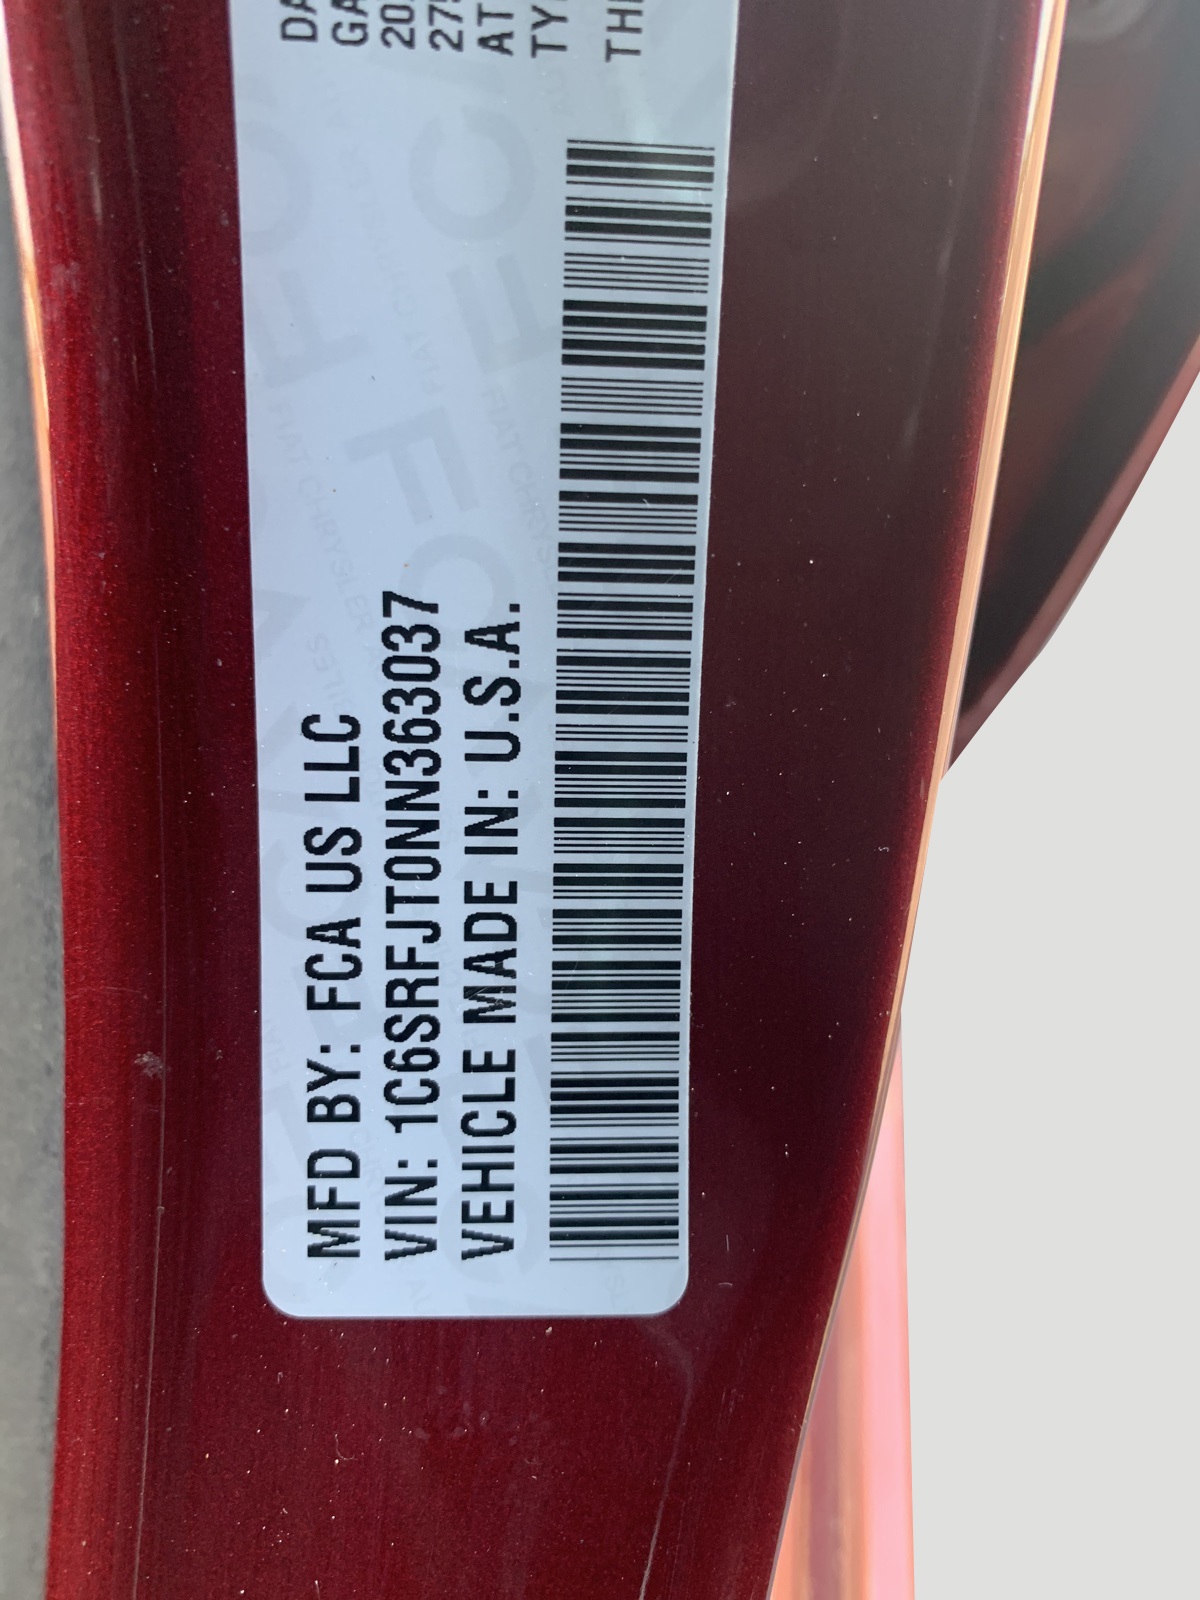 MFD BY: FCA US LLC
VIN: 1C6SRFJT0NN363037
VEHICLE MADE IN: U.S.A.